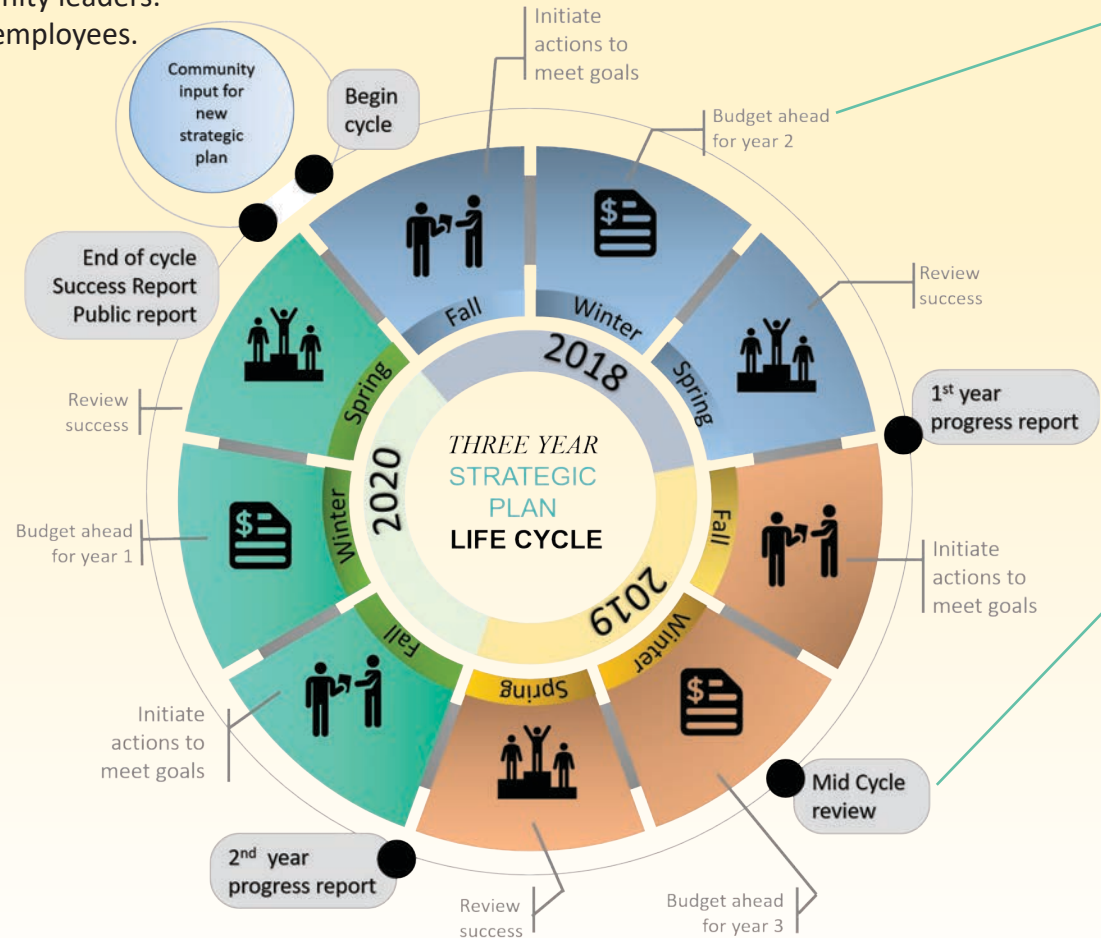 nity leaders.
employees.
Community
input for
new
strategic
plan
Begin
cycle
Initiate
actions to
meet goals
Budget ahead
for year 2
End of cycle
Success Report
Public report
Review
success
1st year
progress report
Fall
Winter
Spring
2018
$
$
Review
success
Spring
Winter
Fall
2020
THREE YEAR
STRATEGIC
PLAN
LIFE CYCLE
Fall
Winter
Spring
2019
$
Budget ahead
for year 1
Initiate
actions to
meet goals
Initiate
actions to
meet goals
Mid Cycle
review
2nd year
progress report
Review
success
Budget ahead
for year 3